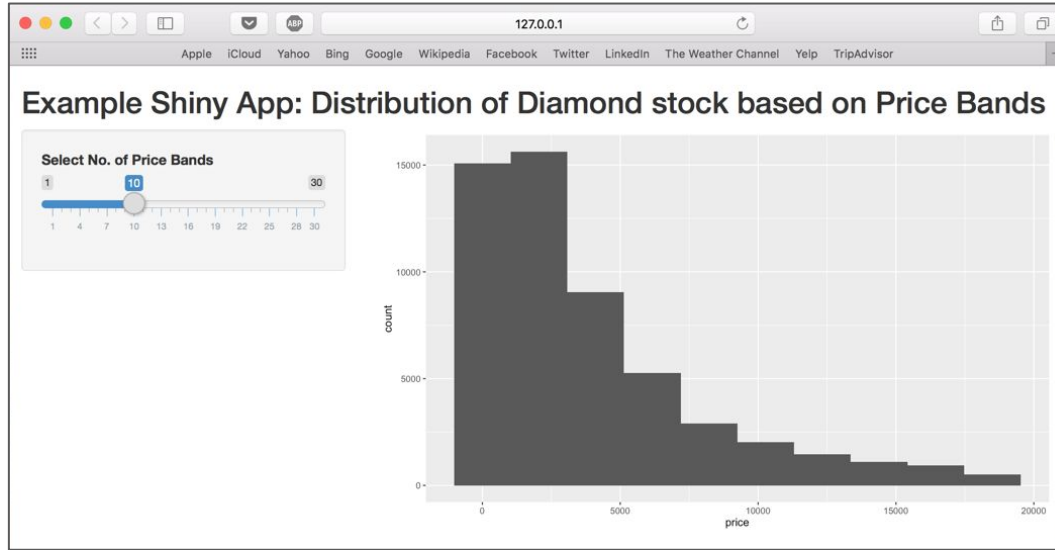 ABP
127.0.0.1
Apple iCloud Yahoo Bing Google Wikipedia Facebook Twitter LinkedIn The Weather Channel Yelp TripAdvisor
Example Shiny App: Distribution of Diamond stock based on Price Bands
Select No. of Price Bands
1 10 30
1 4 7 10 13 16 19 22 25 28 30
15000
10000
5000
0
count
0 5000 10000 15000 20000
price